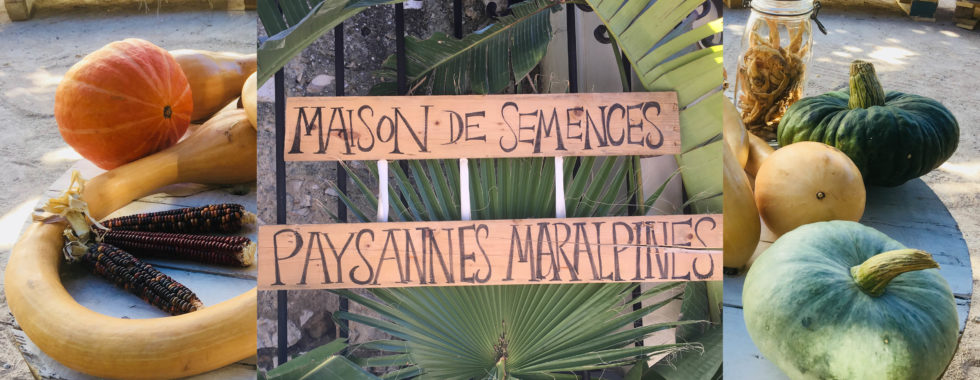 MAISON DE SEMENCES
PAYSANNES MARALPINES